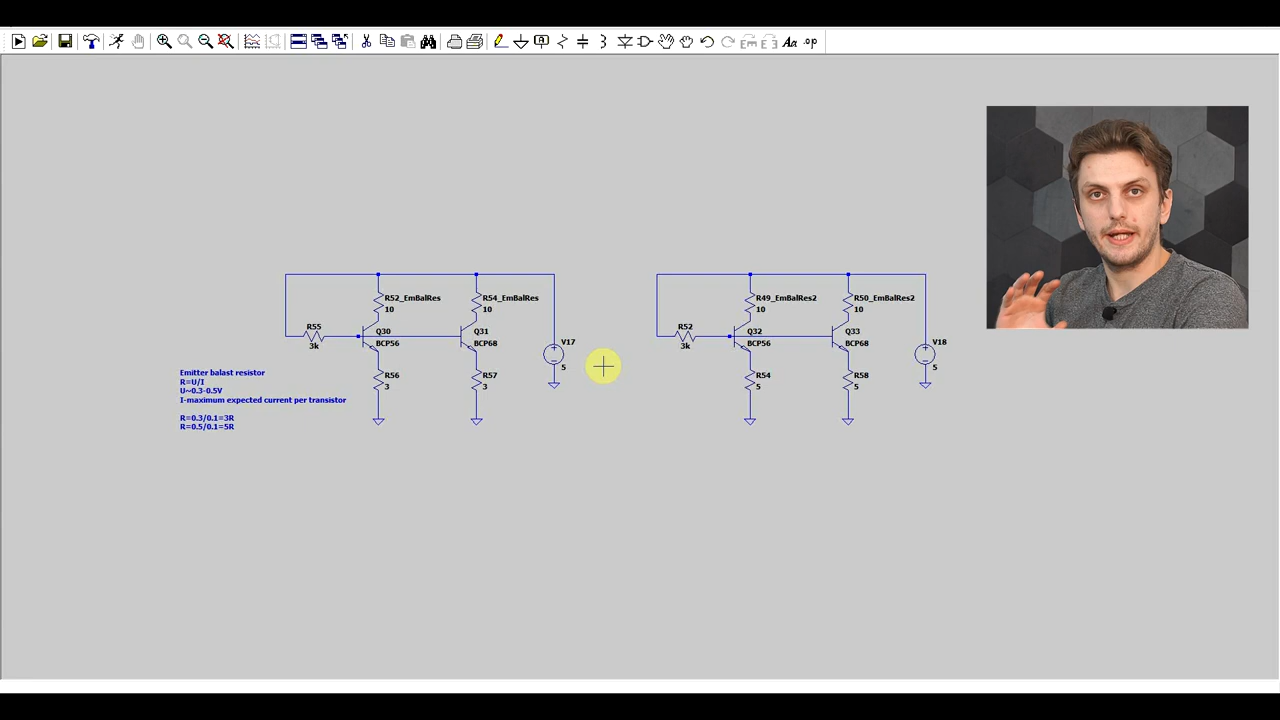 R52_EmBalRes
10
R54_EmBalRes
10
R49_EmBalRes2
10
R50_EmBalRes2
10
R55
3k
Q30
BCP56
Q31
BCP68
V17
5
R52
3k
Q32
BCP56
Q33
BCP68
V18
5
R56
3
R57
3
R54
5
R58
5
Emitter balast resistor
R=U/I
U~0.3-0.5V
I-maximum expected current per transistor
R=0.3/0.1=3R
R=0.5/0.1=5R
Aa
.op